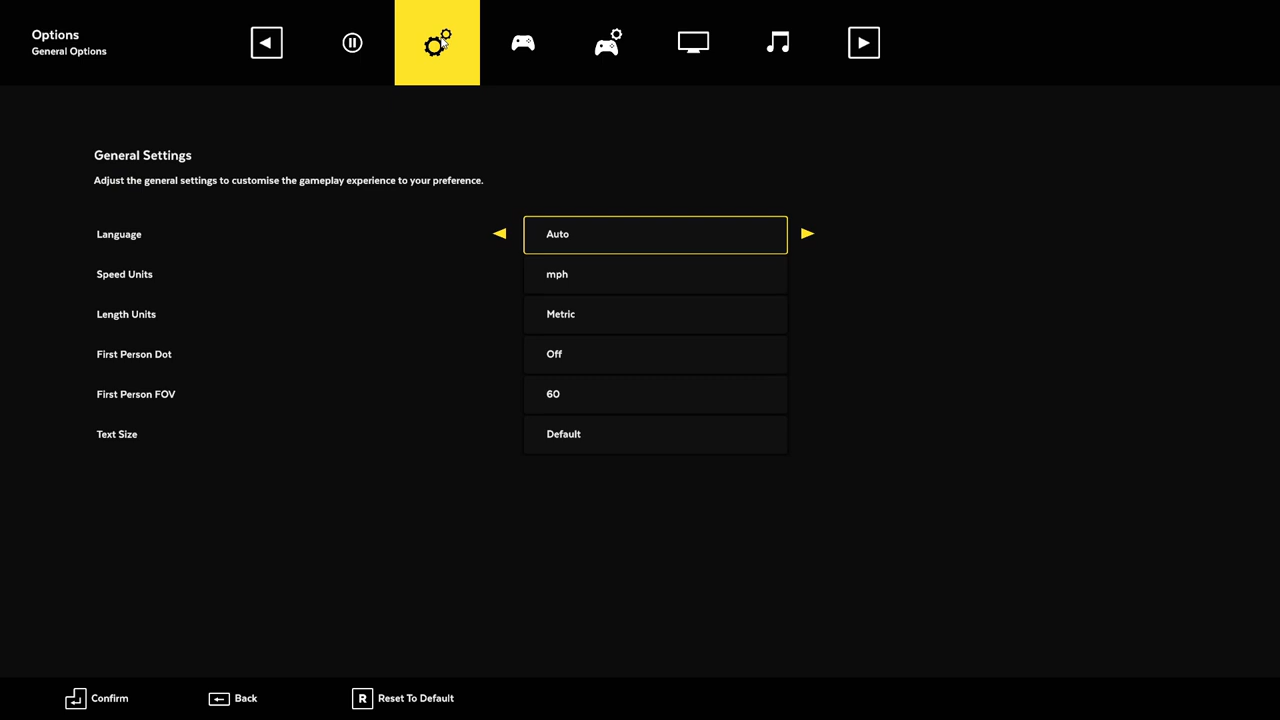 Options
General Options
General Settings
Adjust the general settings to customise the gameplay experience to your preference.
Language Auto
Speed Units mph
Length Units Metric
First Person Dot Off
First Person FOV 60
Text Size Default
Confirm Back R Reset To Default